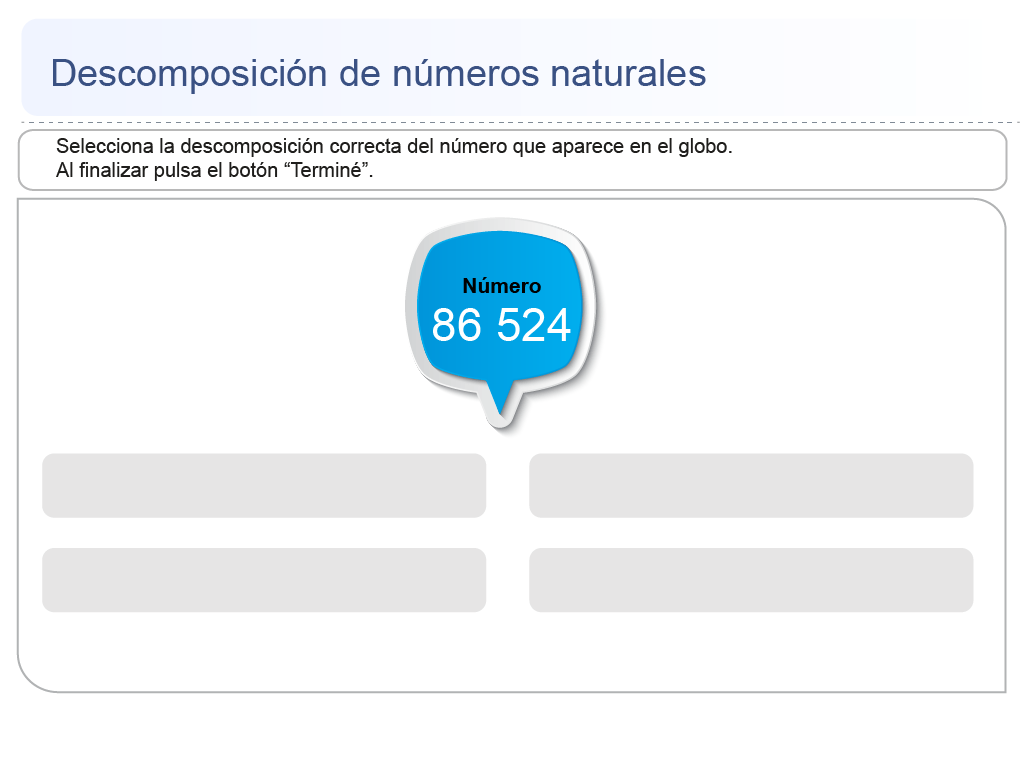 Descomposición de números naturales
Selecciona la descomposición correcta del número que aparece en el globo.
Al finalizar pulsa el botón “Terminé”.
Número
86 524